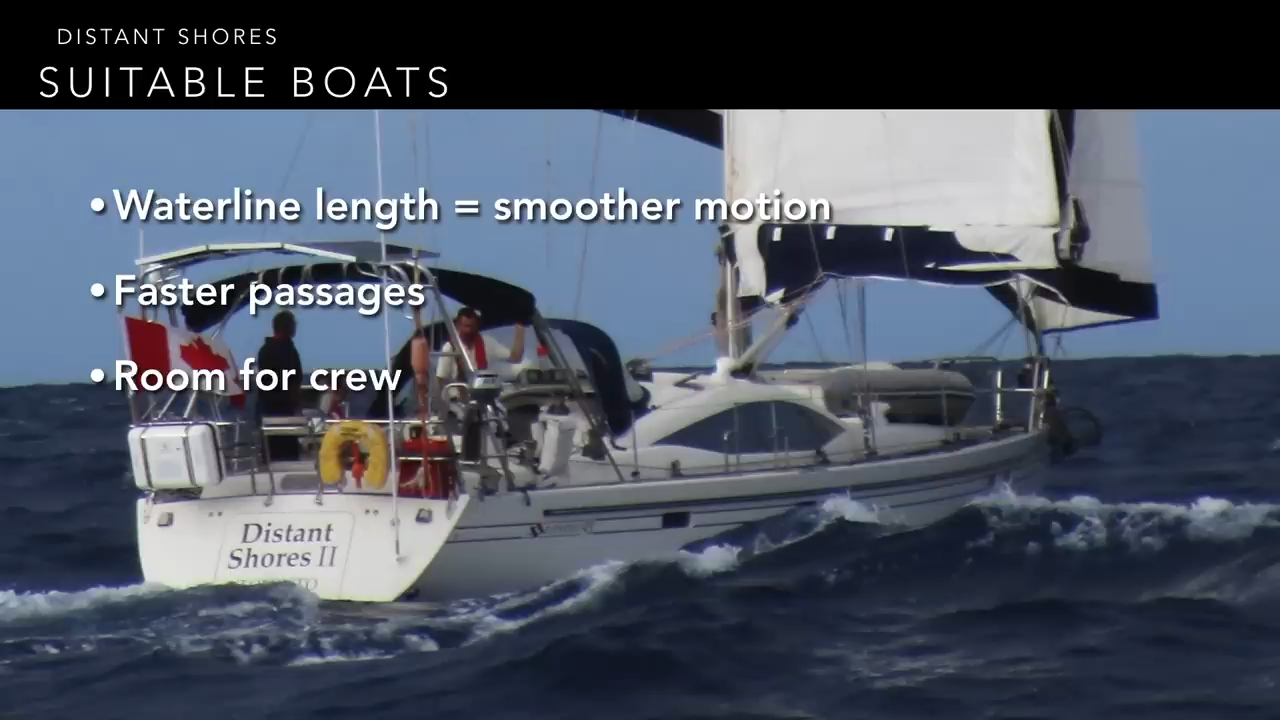 DISTANT SHORES
SUITABLE BOATS
• Waterline length = smoother motion
• Faster passages
• Room for crew
Distant
Shores II